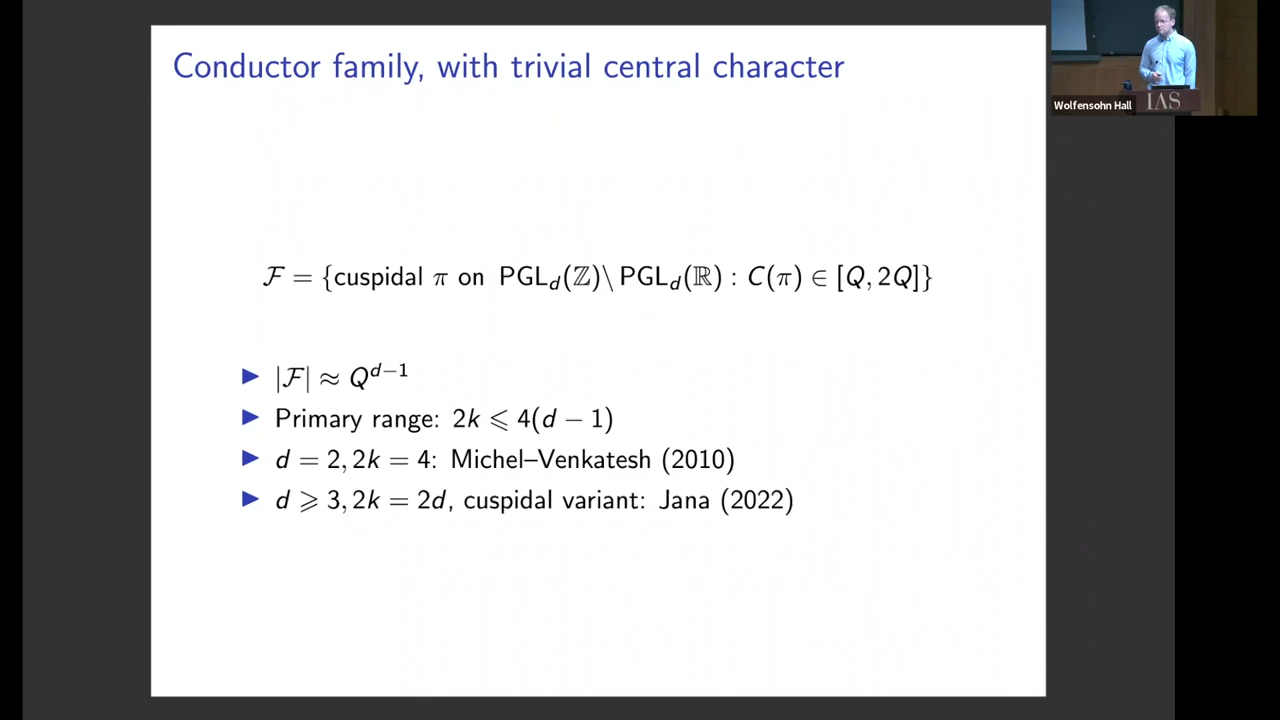 Conductor family, with trivial central character
ℱ = {cuspidal π on PGL_d(ℤ)\ PGL_d(ℝ) : C(π) ∈ [Q, 2Q]}
▶ |ℱ| ≈ Q^{d−1}
▶ Primary range: 2k ⩽ 4(d − 1)
▶ d = 2, 2k = 4: Michel–Venkatesh (2010)
▶ d ⩾ 3, 2k = 2d, cuspidal variant: Jana (2022)
Wolfensohn Hall
IAS